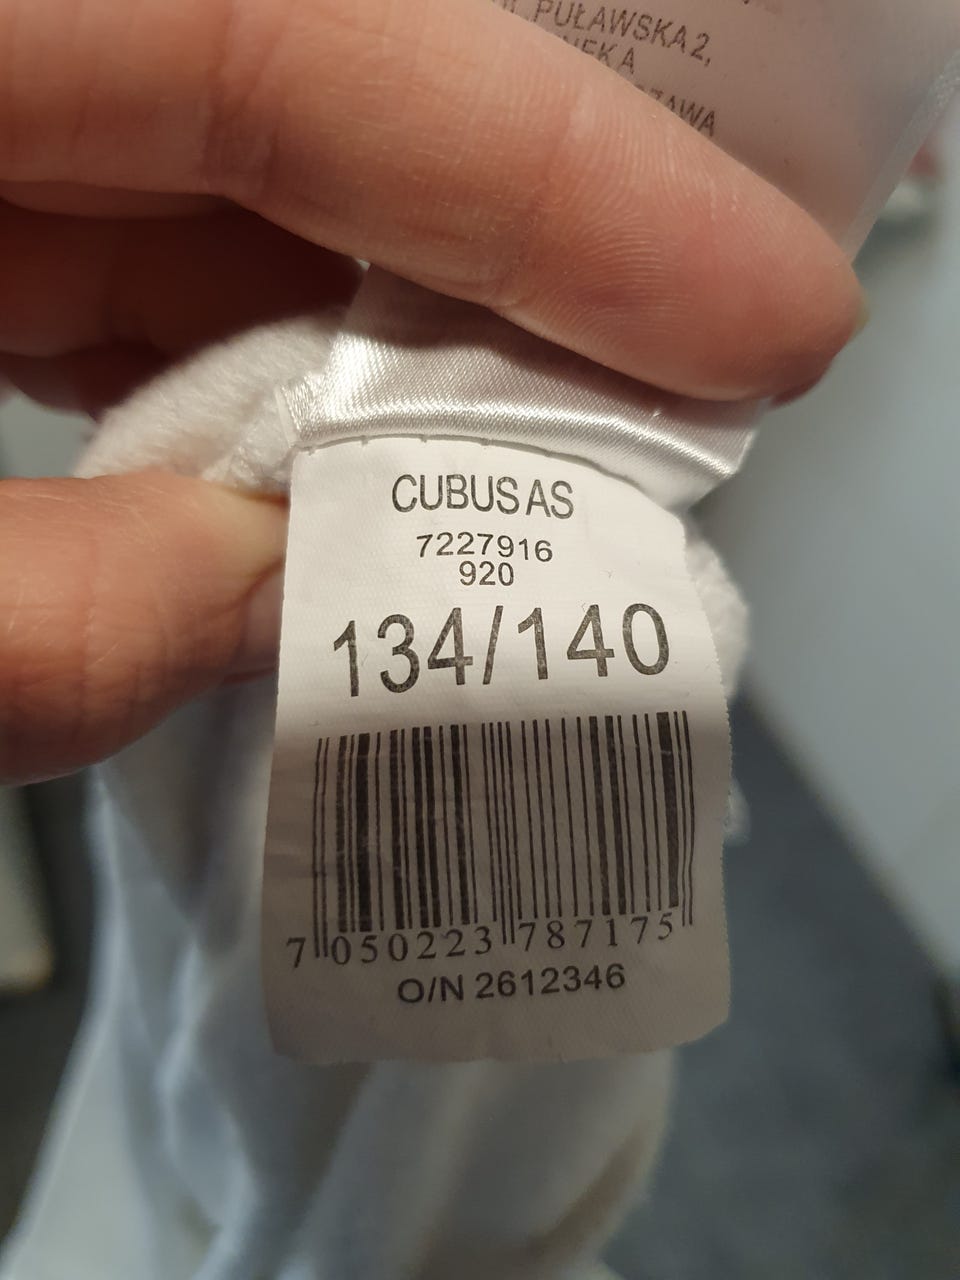 PUŁAWSKA 2,
CUBUS AS
7227916
920
134/140
7 050223 787175
O/N 2612346